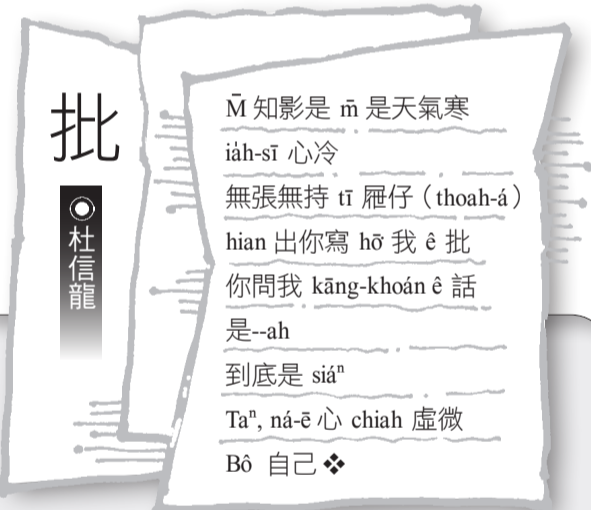 批
◉杜信龍
M̄ 知影是 m̄ 是天氣寒
ia̍h-sī 心冷
無張無持 tī 屜仔（thoah-á）
hian 出你寫 hō͘ 我 ê 批
你問我 kāng-khoán ê 話
是--ah
到底是 siáⁿ
Taⁿ, ná-ē 心 chiah 虛微
Bô 自己 ❖